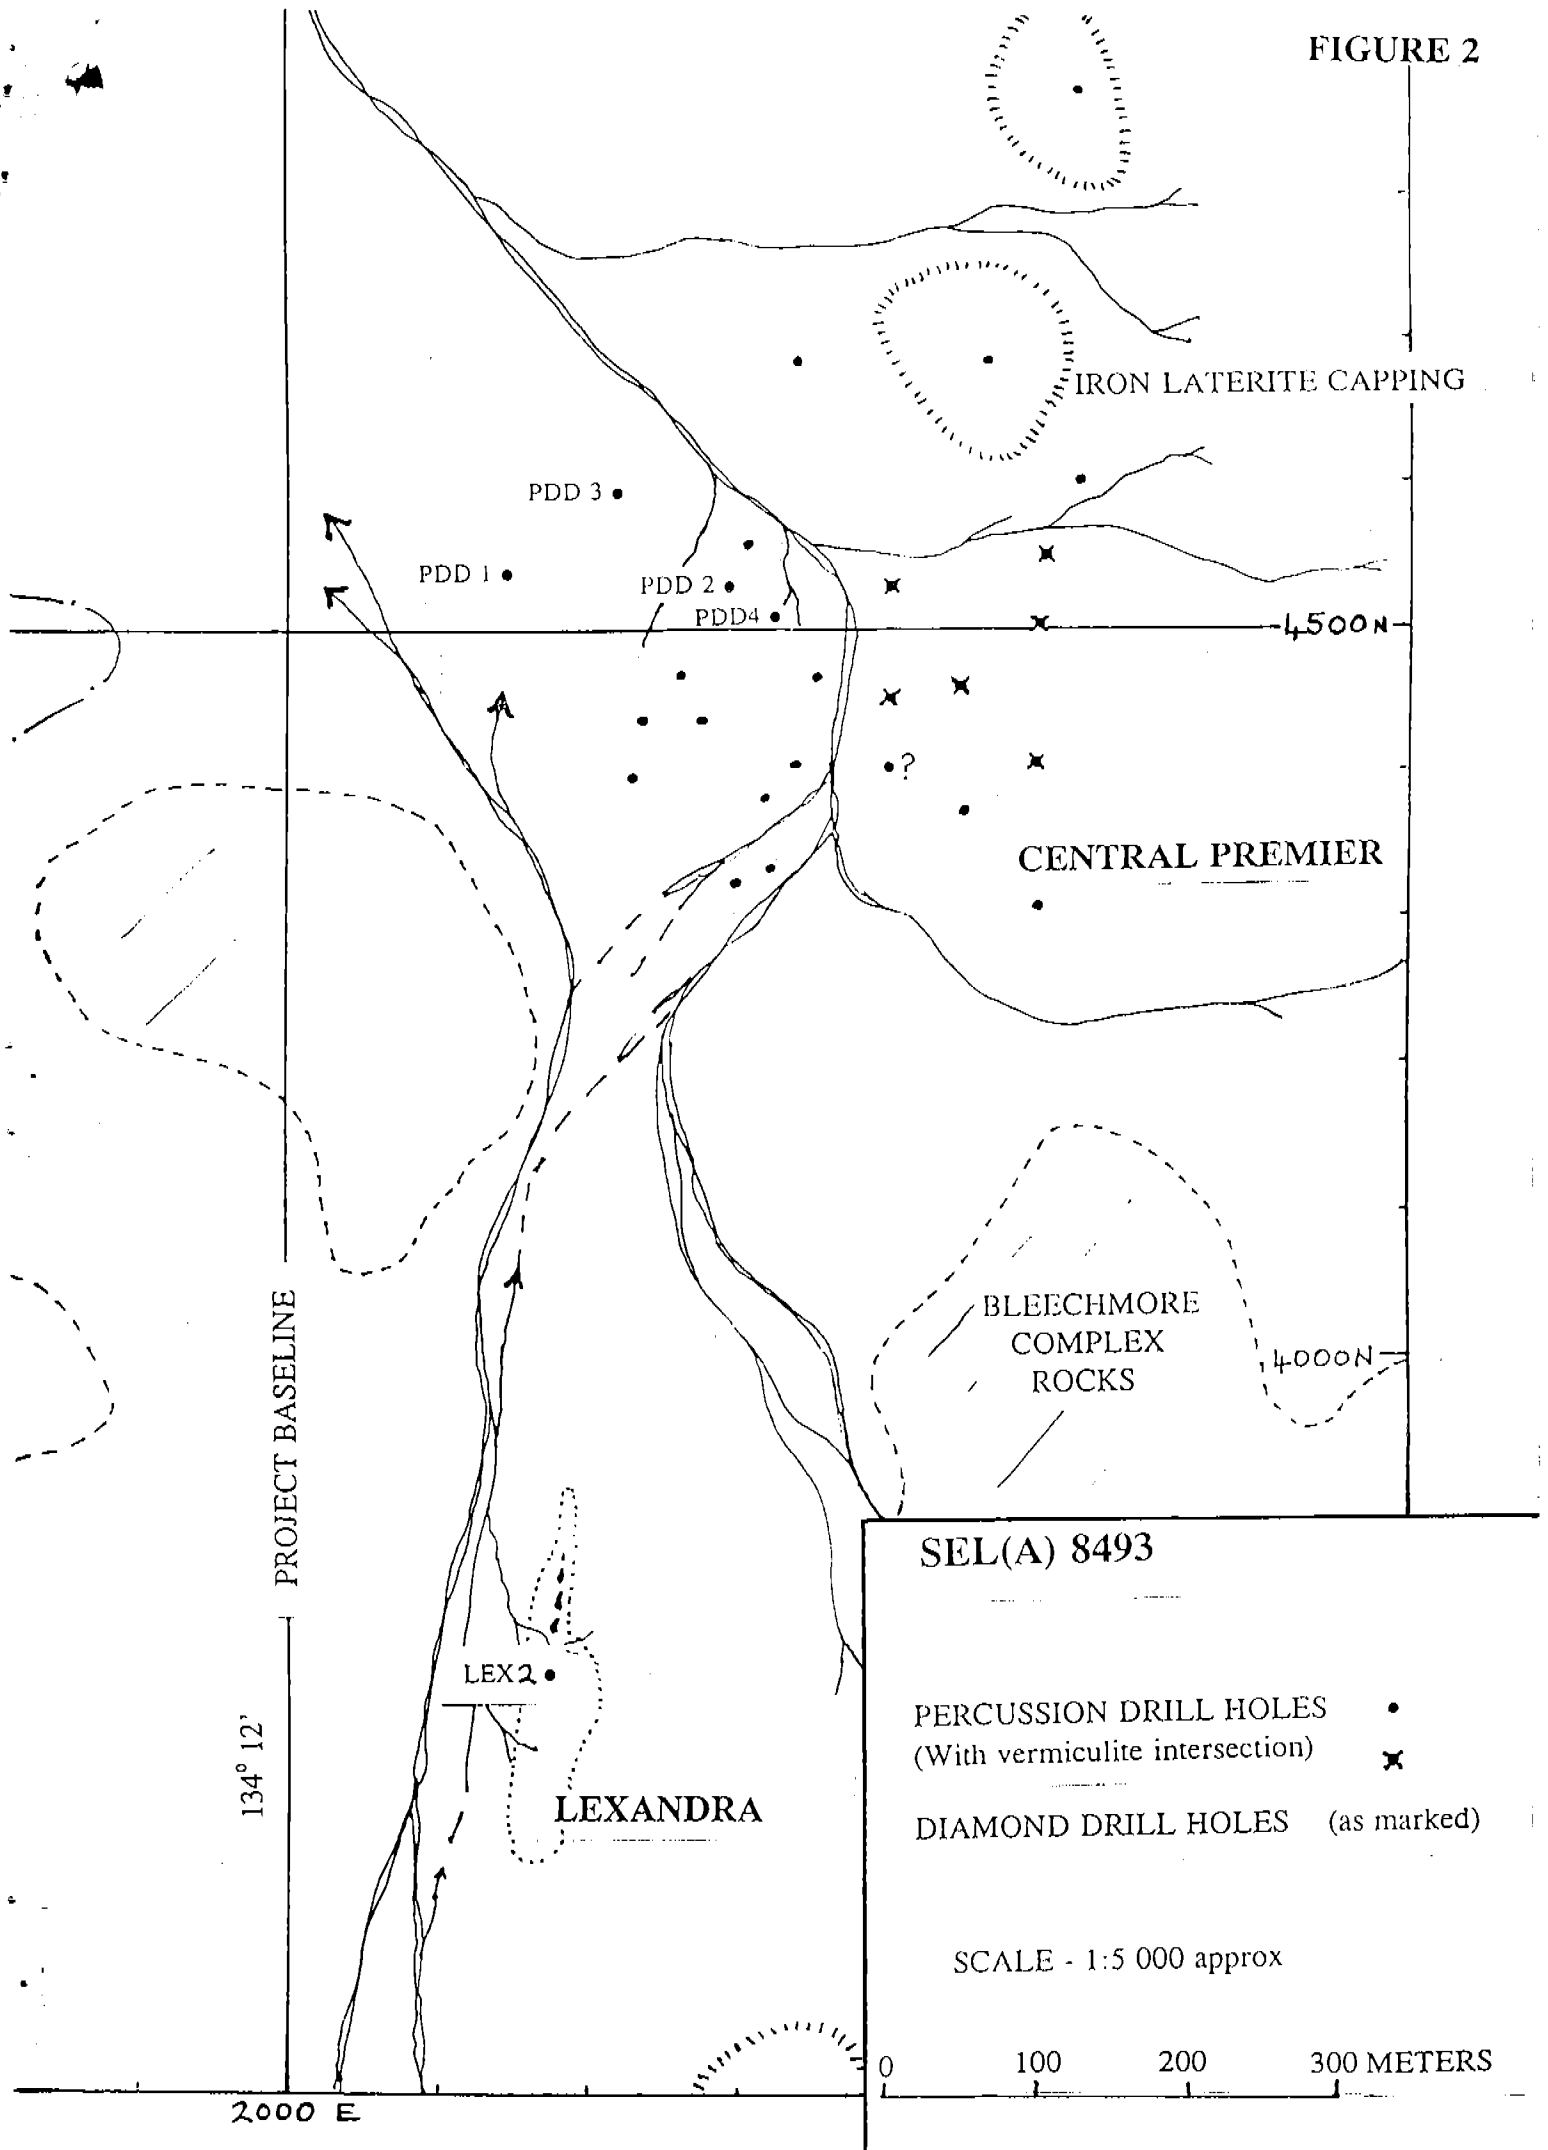 FIGURE 2
IRON LATERITE CAPPING
PDD 3
PDD 1
PDD 2
PDD4
4500N
?
CENTRAL PREMIER
PROJECT BASELINE
BLEECHMORE
COMPLEX
ROCKS
4000N
SEL(A) 8493
LEX2
PERCUSSION DRILL HOLES
(With vermiculite intersection)
134° 12'
LEXANDRA
DIAMOND DRILL HOLES (as marked)
SCALE - 1:5 000 approx
0 100 200 300 METERS
2000 E